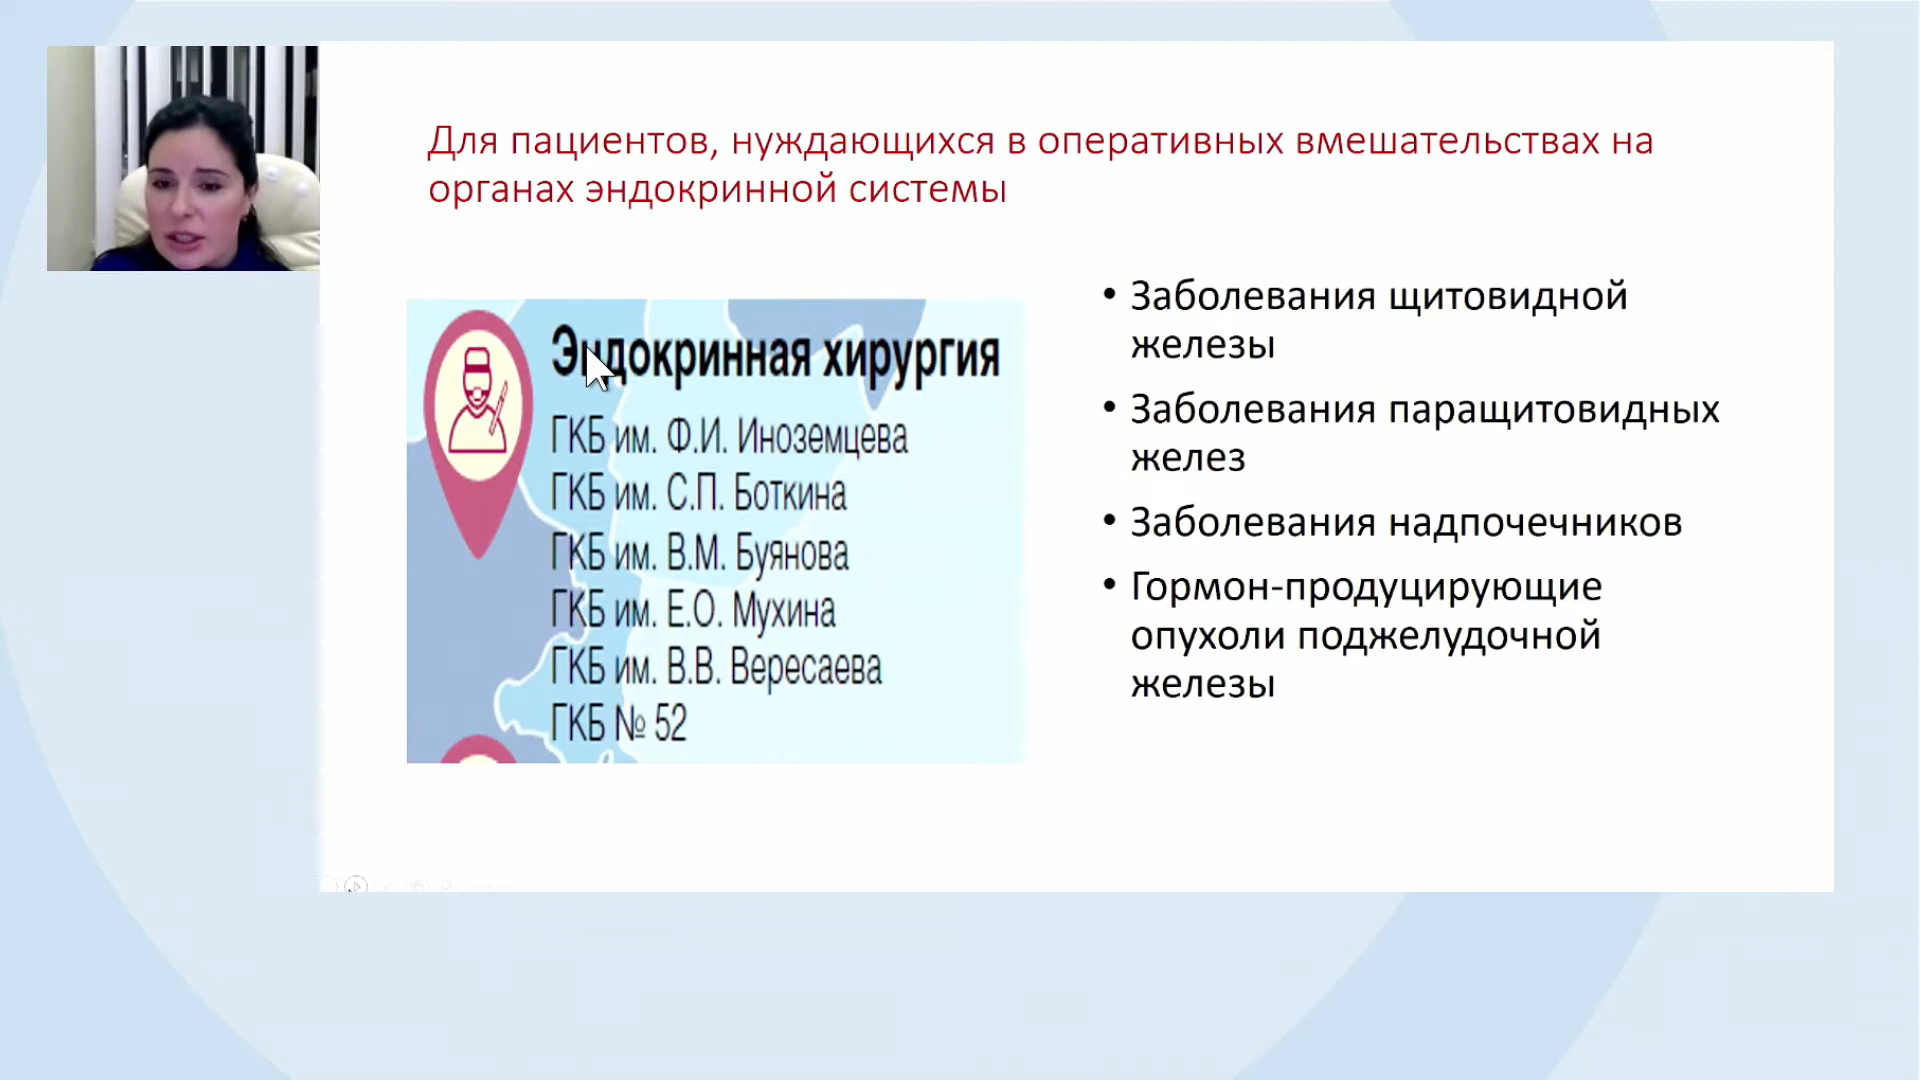 Для пациентов, нуждающихся в оперативных вмешательствах на
органах эндокринной системы
Эндокринная хирургия
ГКБ им. Ф.И. Иноземцева
ГКБ им. С.П. Боткина
ГКБ им. В.М. Буянова
ГКБ им. Е.О. Мухина
ГКБ им. В.В. Вересаева
ГКБ № 52
• Заболевания щитовидной
железы
• Заболевания паращитовидных
желез
• Заболевания надпочечников
• Гормон-продуцирующие
опухоли поджелудочной
железы